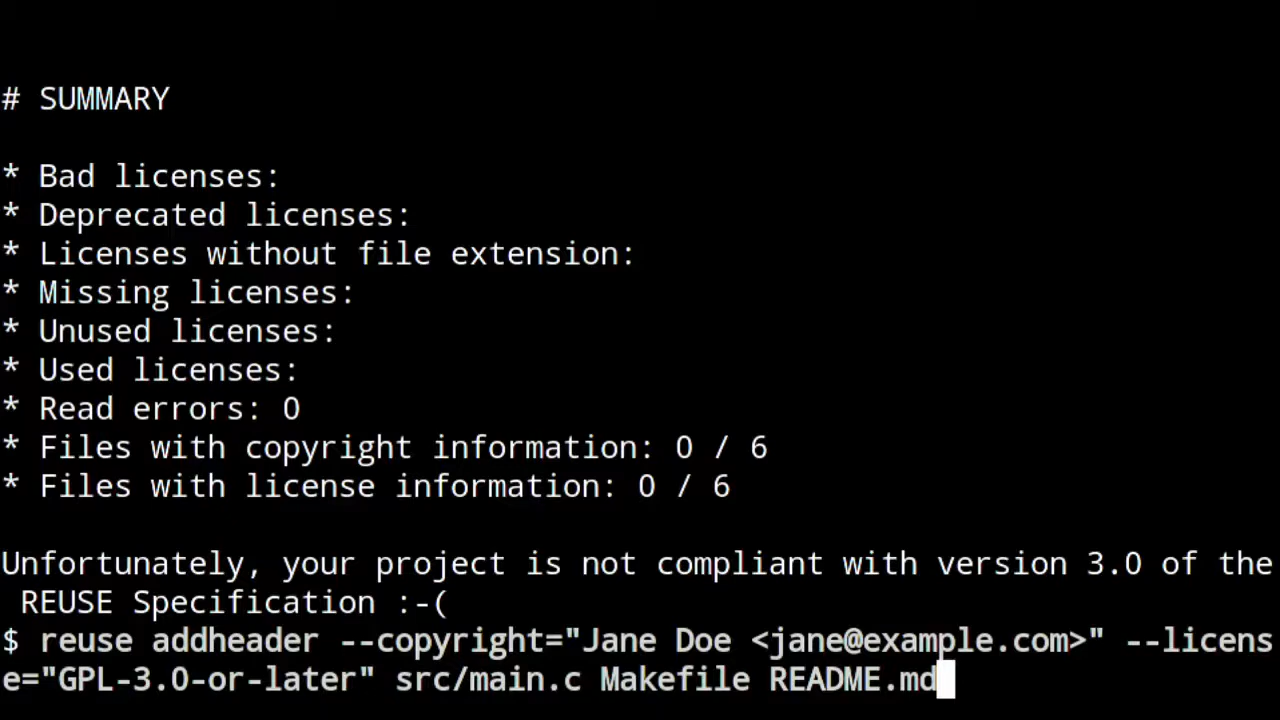 # SUMMARY
* Bad licenses:
* Deprecated licenses:
* Licenses without file extension:
* Missing licenses:
* Unused licenses:
* Used licenses:
* Read errors: 0
* Files with copyright information: 0 / 6
* Files with license information: 0 / 6
Unfortunately, your project is not compliant with version 3.0 of the
REUSE Specification :-(
$ reuse addheader --copyright="Jane Doe <jane@example.com>" --licens
e="GPL-3.0-or-later" src/main.c Makefile README.md